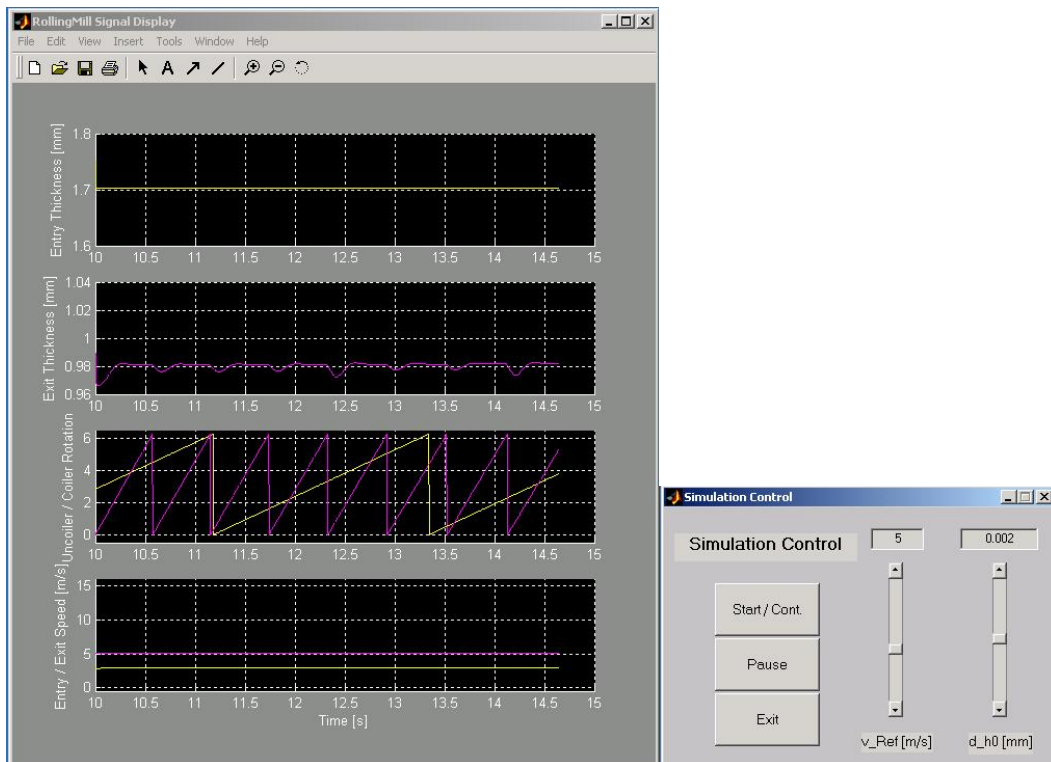 RollingMill Signal Display
File Edit View Insert Tools Window Help
A
Entry Thickness [mm]
1.8
1.7
1.6
10 10.5 11 11.5 12 12.5 13 13.5 14 14.5 15
Exit Thickness [mm]
1.04
1.02
1
0.98
0.96
10 10.5 11 11.5 12 12.5 13 13.5 14 14.5 15
Uncoiler / Coiler Rotation
6
4
2
0
10 10.5 11 11.5 12 12.5 13 13.5 14 14.5 15
Entry / Exit Speed [m/s]
15
10
5
0
10 10.5 11 11.5 12 12.5 13 13.5 14 14.5 15
Time [s]
Simulation Control
Simulation Control
5
0.002
Start / Cont.
Pause
Exit
v_Ref [m/s]
d_h0 [mm]